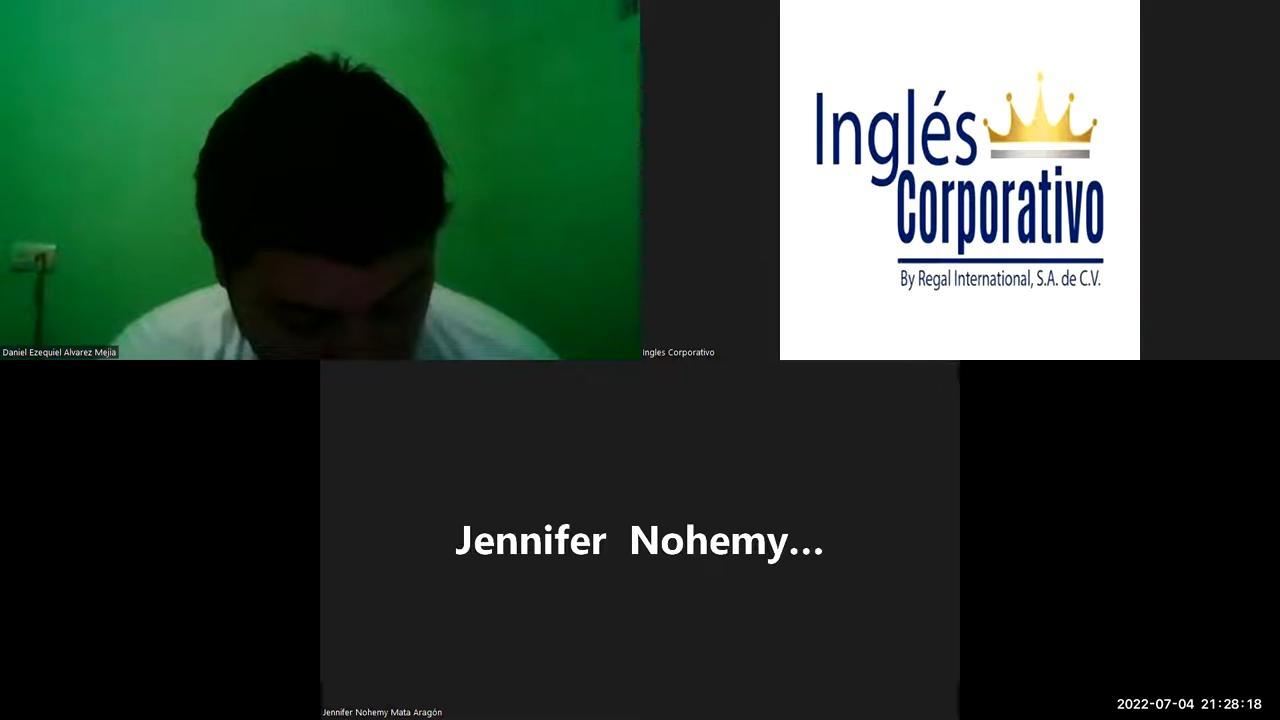 Inglés
Corporativo
By Regal International, S.A. de C.V.
Daniel Ezequiel Alvarez Mejia
Ingles Corporativo
Jennifer Nohemy...
Jennifer Nohemy Mata Aragón
2022-07-04 21:28:18